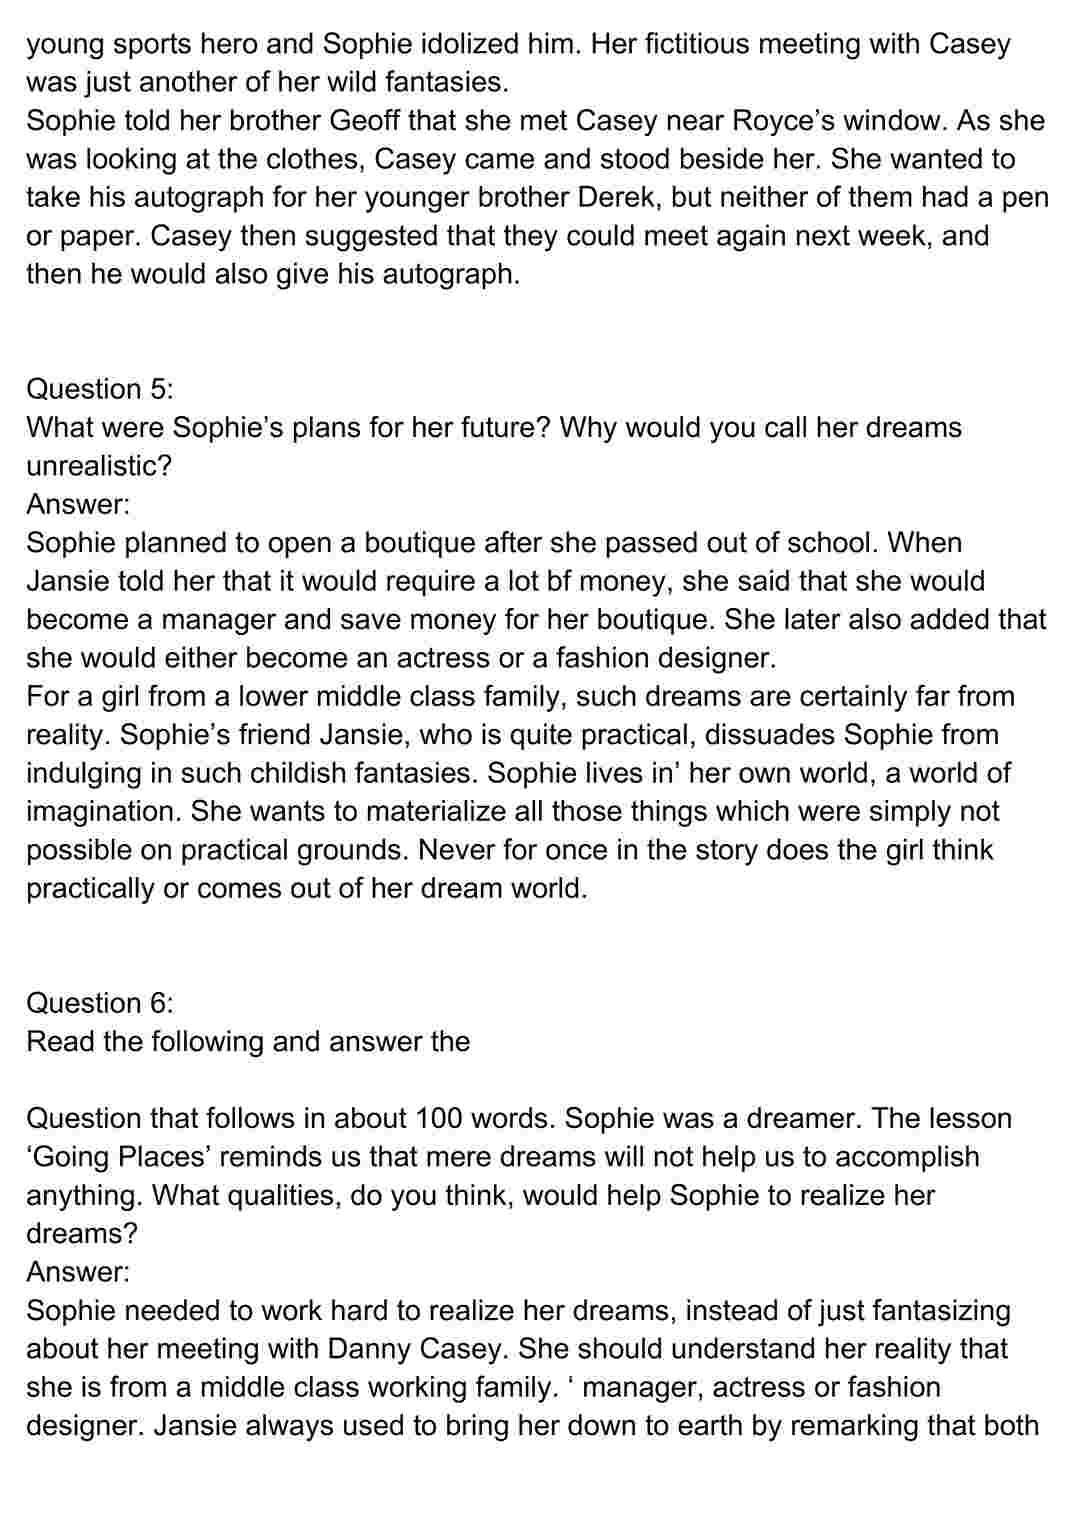 young sports hero and Sophie idolized him. Her fictitious meeting with Casey
was just another of her wild fantasies.
Sophie told her brother Geoff that she met Casey near Royce’s window. As she
was looking at the clothes, Casey came and stood beside her. She wanted to
take his autograph for her younger brother Derek, but neither of them had a pen
or paper. Casey then suggested that they could meet again next week, and
then he would also give his autograph.
Question 5:
What were Sophie’s plans for her future? Why would you call her dreams
unrealistic?
Answer:
Sophie planned to open a boutique after she passed out of school. When
Jansie told her that it would require a lot bf money, she said that she would
become a manager and save money for her boutique. She later also added that
she would either become an actress or a fashion designer.
For a girl from a lower middle class family, such dreams are certainly far from
reality. Sophie’s friend Jansie, who is quite practical, dissuades Sophie from
indulging in such childish fantasies. Sophie lives in’ her own world, a world of
imagination. She wants to materialize all those things which were simply not
possible on practical grounds. Never for once in the story does the girl think
practically or comes out of her dream world.
Question 6:
Read the following and answer the
Question that follows in about 100 words. Sophie was a dreamer. The lesson
‘Going Places’ reminds us that mere dreams will not help us to accomplish
anything. What qualities, do you think, would help Sophie to realize her
dreams?
Answer:
Sophie needed to work hard to realize her dreams, instead of just fantasizing
about her meeting with Danny Casey. She should understand her reality that
she is from a middle class working family. ‘ manager, actress or fashion
designer. Jansie always used to bring her down to earth by remarking that both